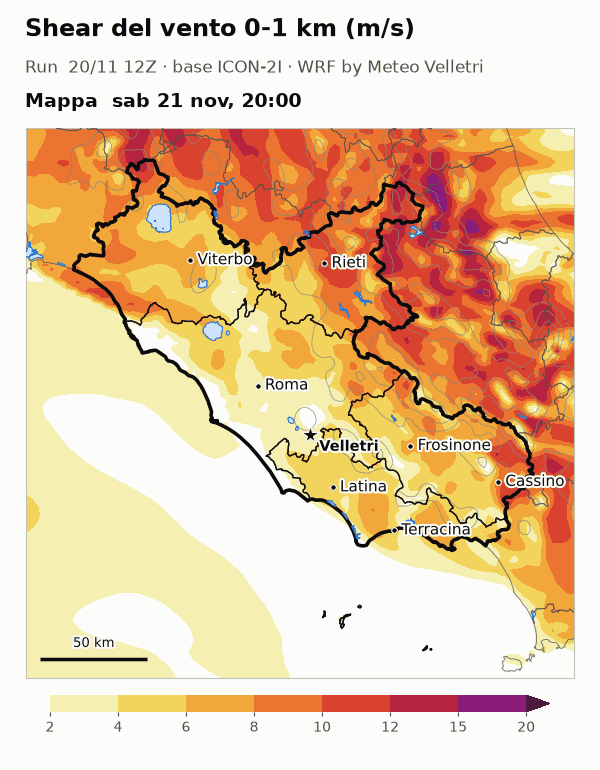 Shear del vento 0-1 km (m/s)
Run  20/11 12Z · base ICON-2I · WRF by Meteo Velletri
Mappa  sab 21 nov, 20:00
Viterbo
Rieti
Roma
Velletri
Frosinone
Latina
Cassino
Terracina
50 km
2 4 6 8 10 12 15 20